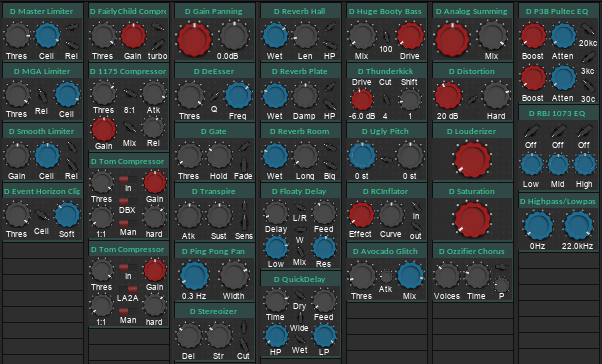 D Master Limiter
Thres Cell Rel
D MGA Limiter
Thres Rel Cell
D Smooth Limiter
Gain Cell Rel
D Event Horizon Clip
Thres Cell Soft
D FairlyChild Compre
Thres Gain turbo
D 1175 Compressor
Thres 8:1 Atk
Gain Mix Rel
D Tom Compressor
Thres In Gain
DBX
1:1 Man hard
D Tom Compressor
Thres In Gain
LA2A
1:1 Man hard
D Gain Panning
0.0dB
D DeEsser
Thres Q Freq
D Gate
Thres Hold Fade
D Transpire
Atk Sust Sens
D Ping Pong Pan
0.3 Hz Width
D Stereoizer
Del Str Cut
D Reverb Hall
Wet Len HP
D Reverb Plate
Wet Damp HP
D Reverb Room
Wet Long Big
D Floaty Delay
Delay L/R Feed
W
Low Mix Res
D QuickDelay
Time Dry Feed
Wide
HP Wet LP
D Huge Booty Bass
Mix 100 Drive
D Thunderkick
Drive Cut Shift
-6.0 dB 4 1
D Ugly Pitch
0 st 0 st
D RCInflator
In
Effect Curve out
D Avocado Glitch
Thres Atk Mix
D Analog Summing
Mix
D Distortion
20 dB Hard
D Louderizer
D Saturation
D Ozzifier Chorus
Voices Time P
D P3B Pultec EQ
Boost Atten 20kc
3kc
Boost Atten 30c
D RBJ 1073 EQ
Off Off Off
Low Mid High
D Highpass/Lowpas
0Hz 22.0kHz